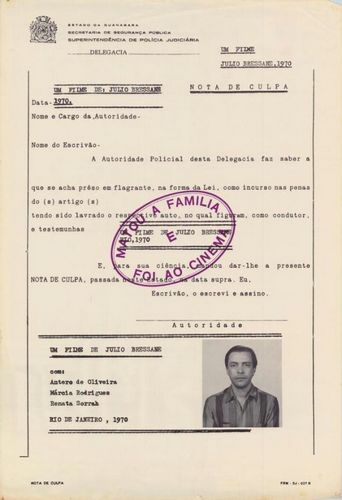 ESTADO DA GUANABARA
SECRETARIA DE SEGURANÇA PÚBLICA
SUPERINTENDÊNCIA DE POLÍCIA JUDICIÁRIA
DELEGACIA
UM FILME
JULIO BRESSANE,1970
UM FILME DE: JULIO BRESSANE
NOTA DE CULPA
Data-1970.
Nome e Cargo da Autoridade-
Nome do Escrivão-
A Autoridade Policial desta Delegacia faz saber a
que se acha prêso em flagrante, na forma da Lei, como incurso nas penas
do (s) artigo (s)
tendo sido lavrado o respectivo auto, no qual figuram, como condutor,
e testemunhas
FILME DE JULIO BRESSANE
1970
MATOU A FAMILIA
E
FOI AO CINEMA
E, para sua ciência, mandou dar-lhe a presente
NOTA DE CULPA, passada neste Estado, na data supra. Eu,
Escrivão, o escrevi e assino.
Autoridade
UM FILME DE JULIO BRESSANE
com:
Antero de Oliveira
Márcia Rodrigues
Renata Sorrah
RIO DE JANEIRO , 1970
NOTA DE CULPA